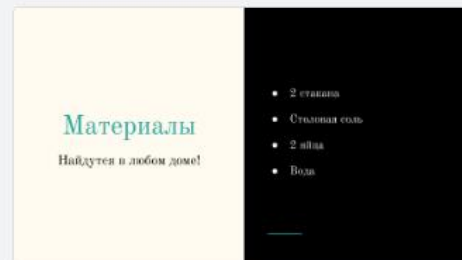 Материалы
Найдутся в любом доме!
2 стакана
Столовая соль
2 яйца
Вода